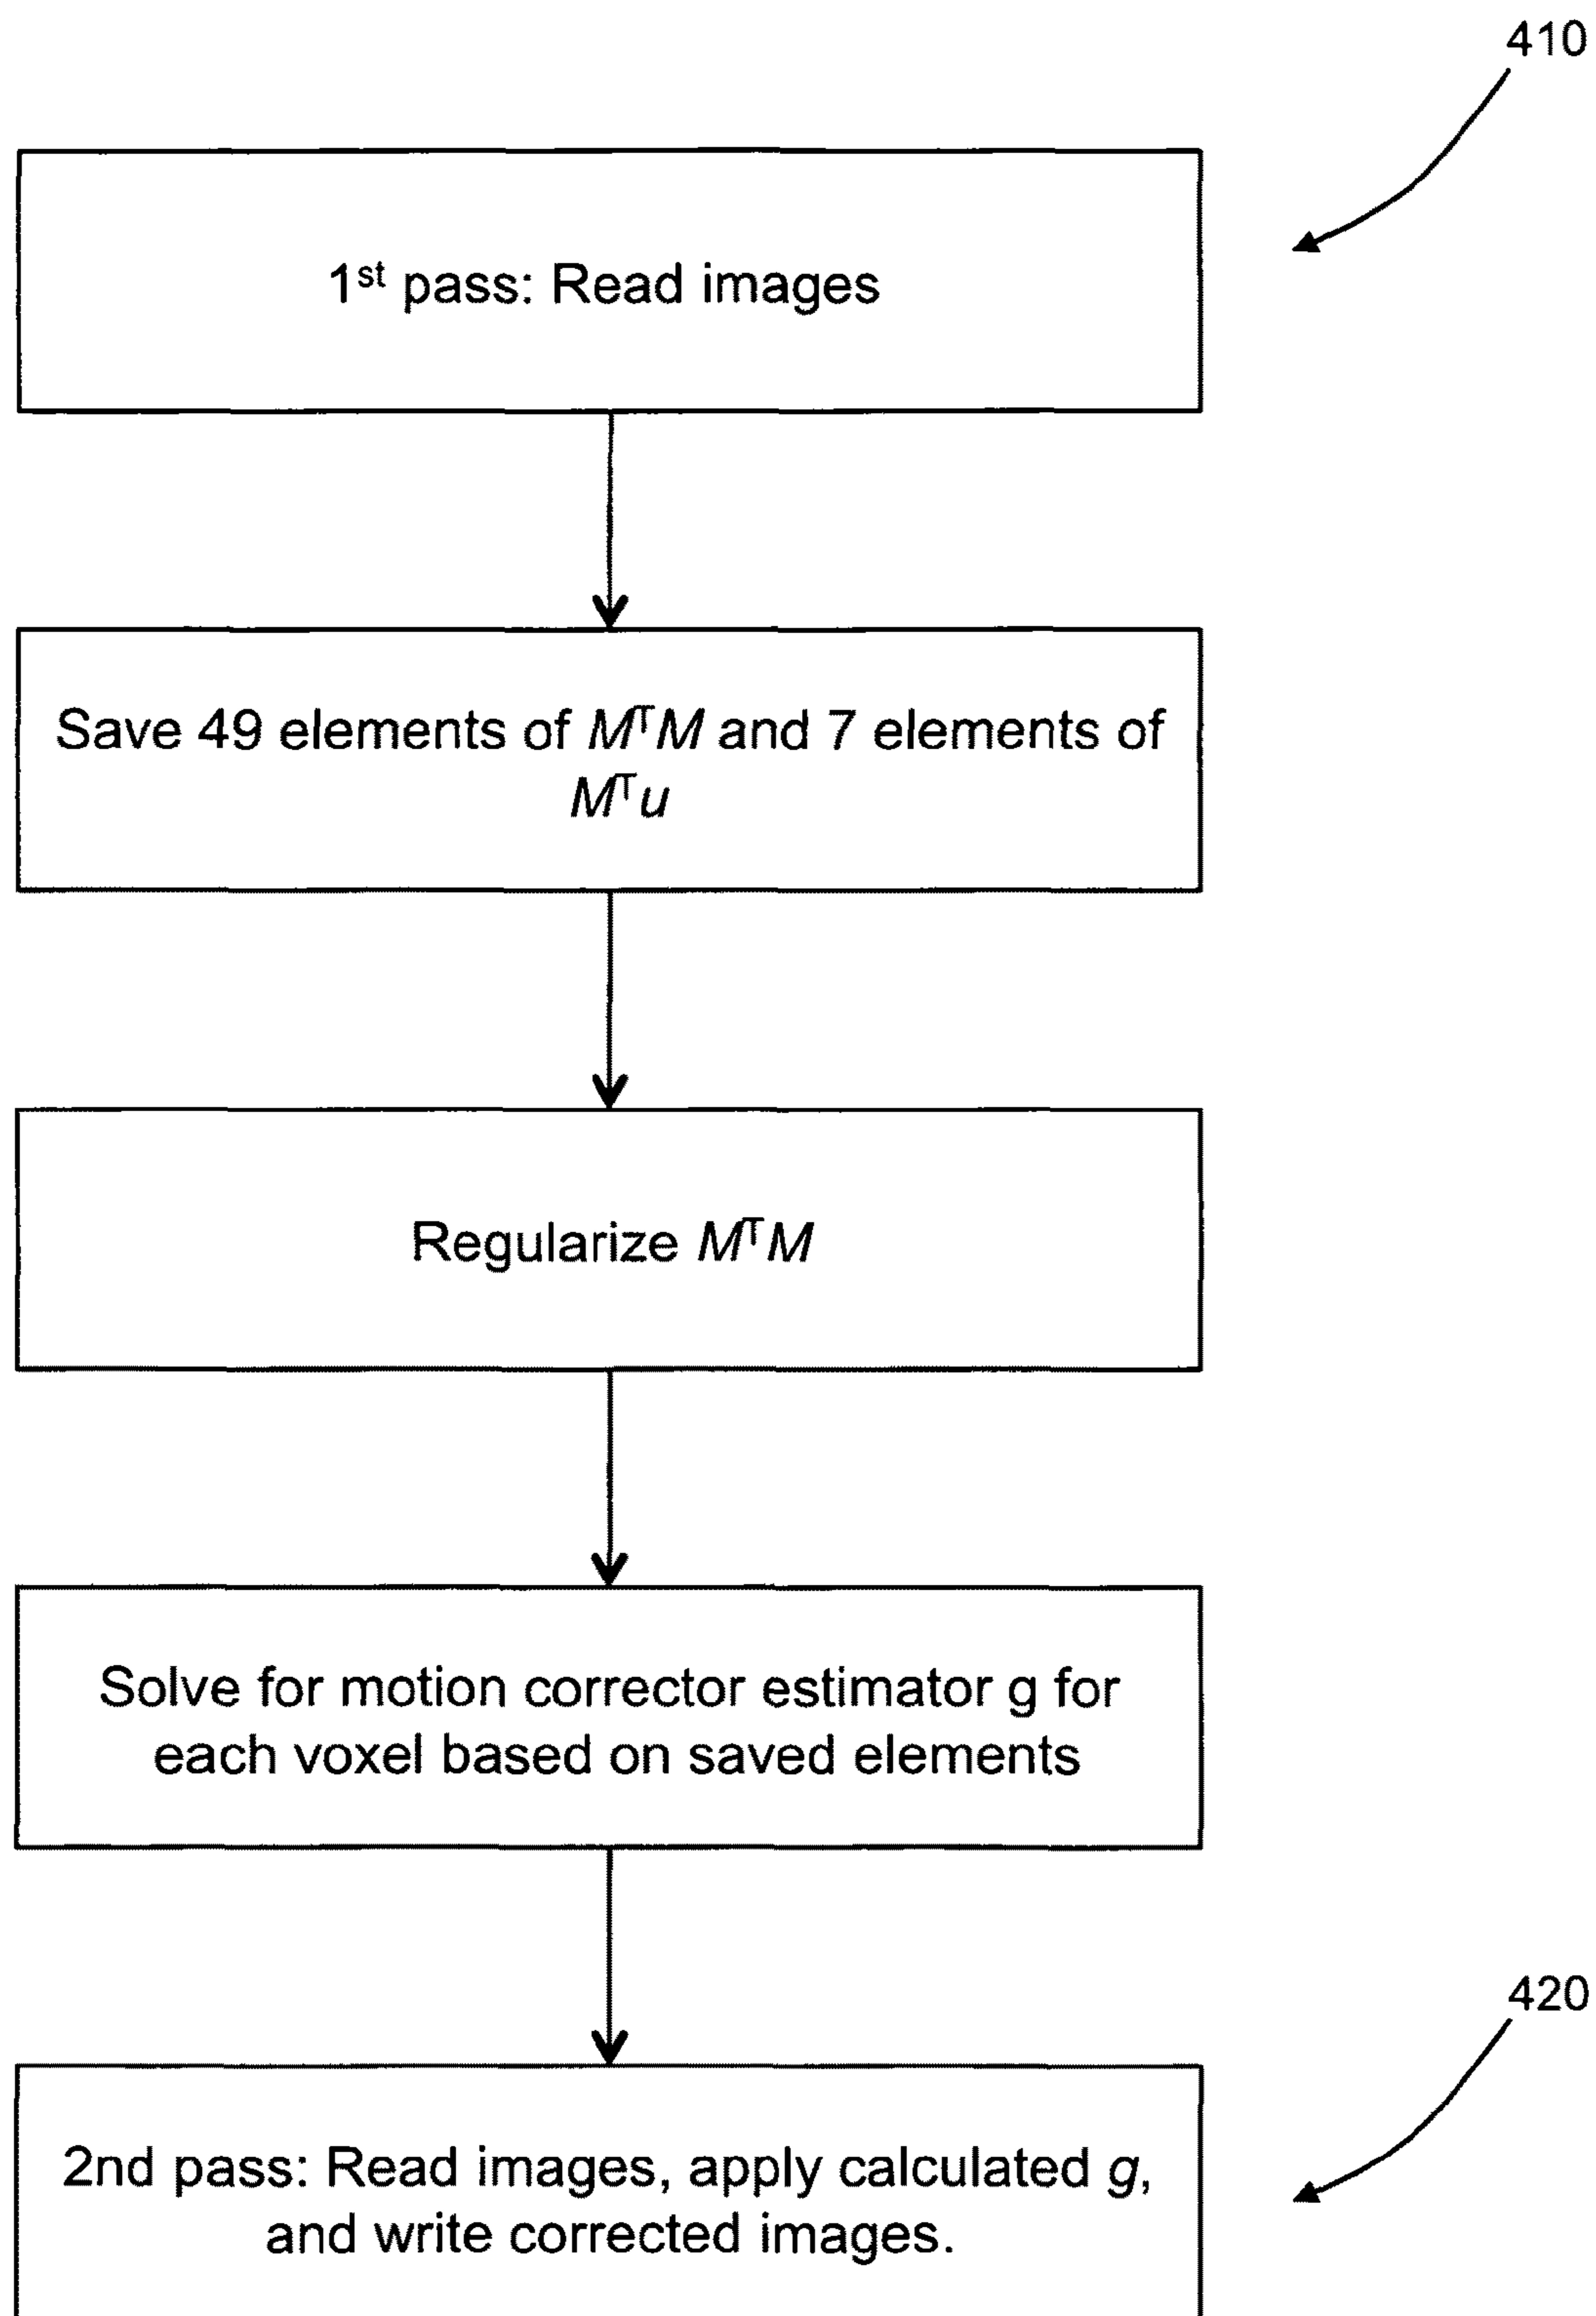 410
1st pass: Read images
Save 49 elements of MᵀM and 7 elements of
Mᵀu
Regularize MᵀM
Solve for motion corrector estimator g for
each voxel based on saved elements
420
2nd pass: Read images, apply calculated g,
and write corrected images.